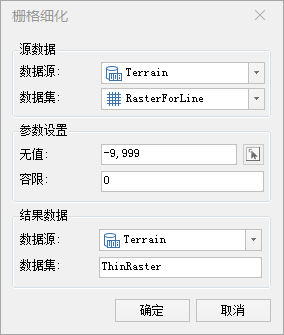 栅格细化
源数据
数据源: Terrain
数据集: RasterForLine
参数设置
无值: -9,999
容限: 0
结果数据
数据源: Terrain
数据集: ThinRaster
确定 取消